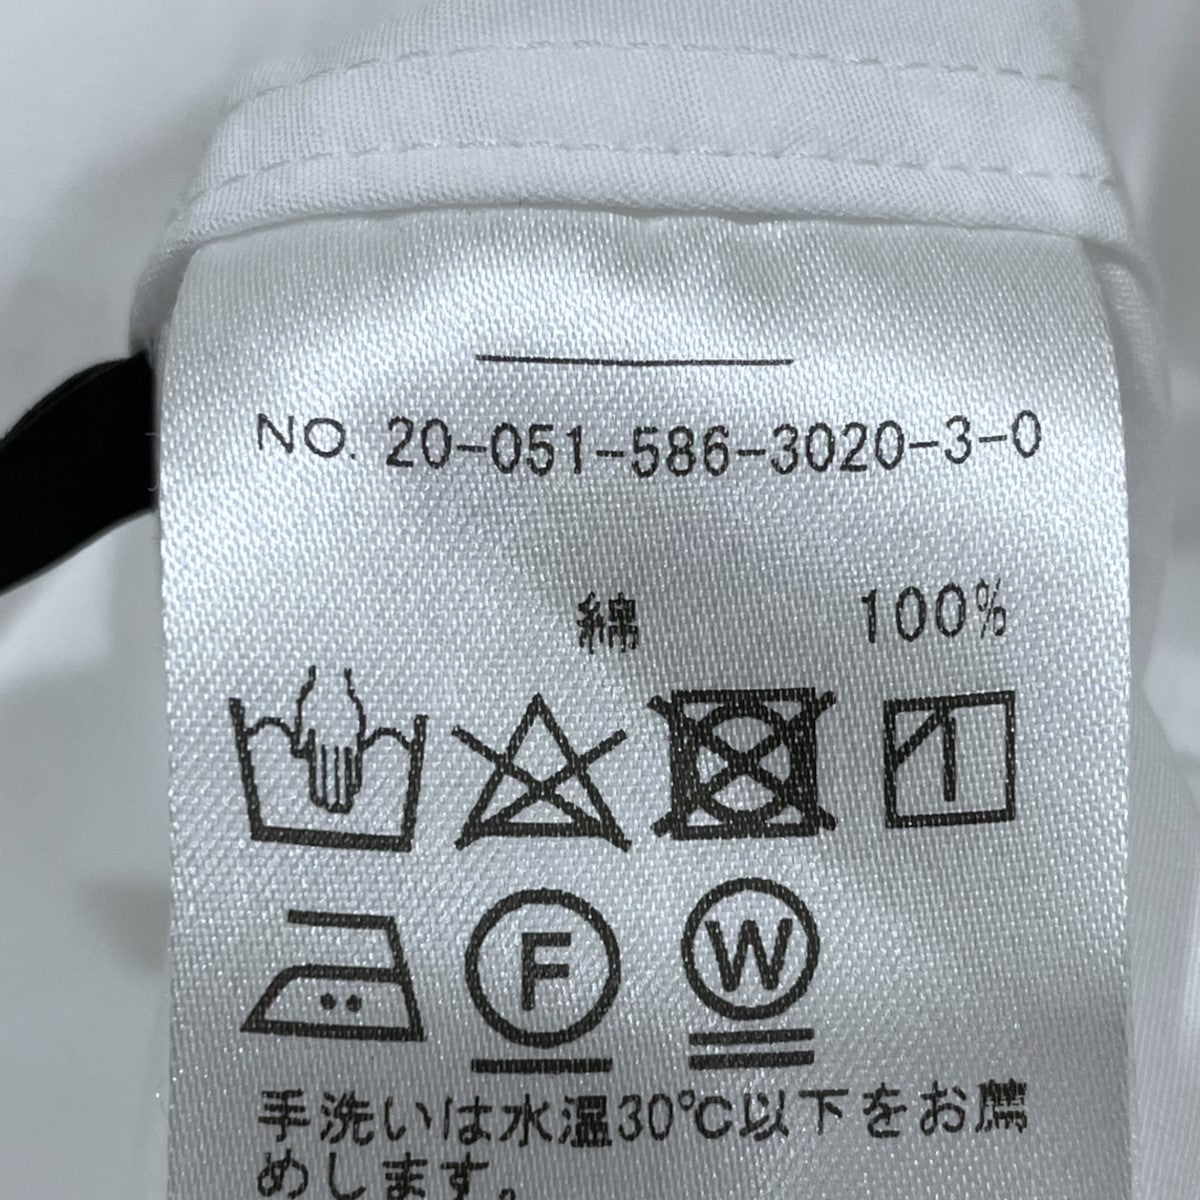 NO. 20-051-586-3020-3-0
綿 100%
F
W
手洗いは水温30℃以下をお薦
めします。